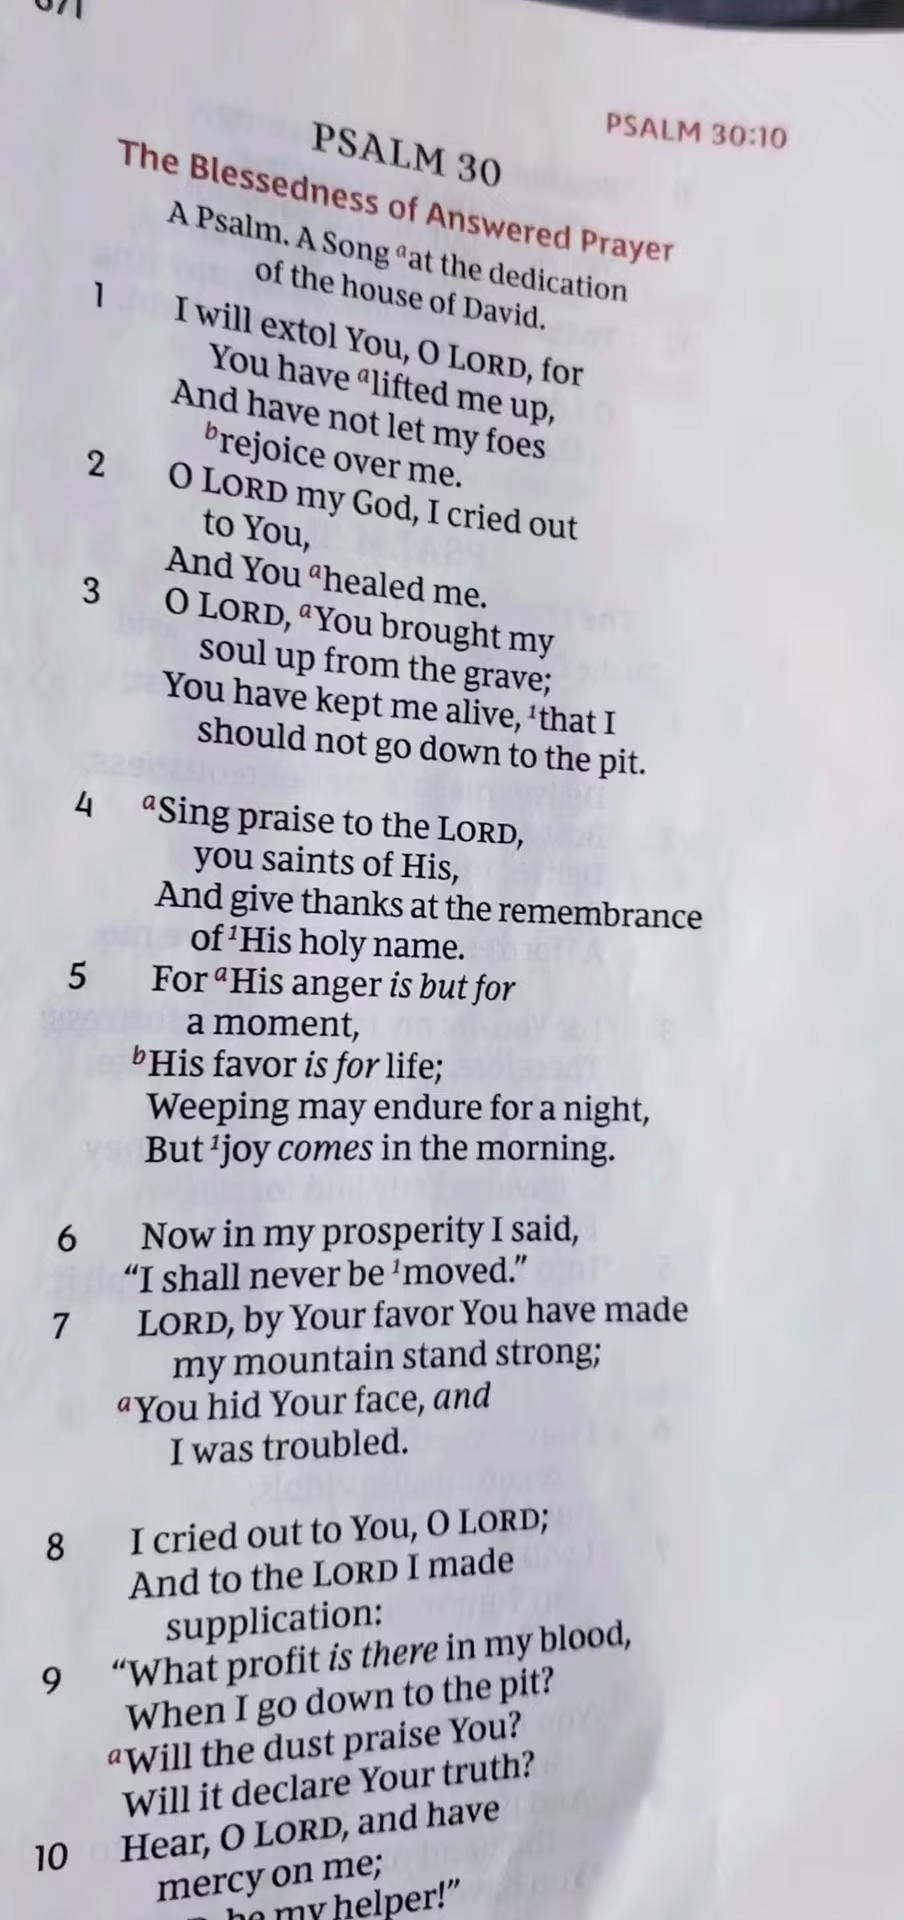 PSALM 30:10
PSALM 30
The Blessedness of Answered Prayer
A Psalm. A Song ᵃat the dedication
of the house of David.
1 I will extol You, O LORD, for
You have ᵃlifted me up,
And have not let my foes
ᵇrejoice over me.
2 O LORD my God, I cried out
to You,
And You ᵃhealed me.
3 O LORD, ᵃYou brought my
soul up from the grave;
You have kept me alive, ¹that I
should not go down to the pit.
4 ᵃSing praise to the LORD,
you saints of His,
And give thanks at the remembrance
of ¹His holy name.
5 For ᵃHis anger is but for
a moment,
ᵇHis favor is for life;
Weeping may endure for a night,
But ¹joy comes in the morning.
6 Now in my prosperity I said,
“I shall never be ¹moved.”
7 LORD, by Your favor You have made
my mountain stand strong;
ᵃYou hid Your face, and
I was troubled.
8 I cried out to You, O LORD;
And to the LORD I made
supplication:
9 “What profit is there in my blood,
When I go down to the pit?
ᵃWill the dust praise You?
Will it declare Your truth?
10 Hear, O LORD, and have
mercy on me;
be my helper!”